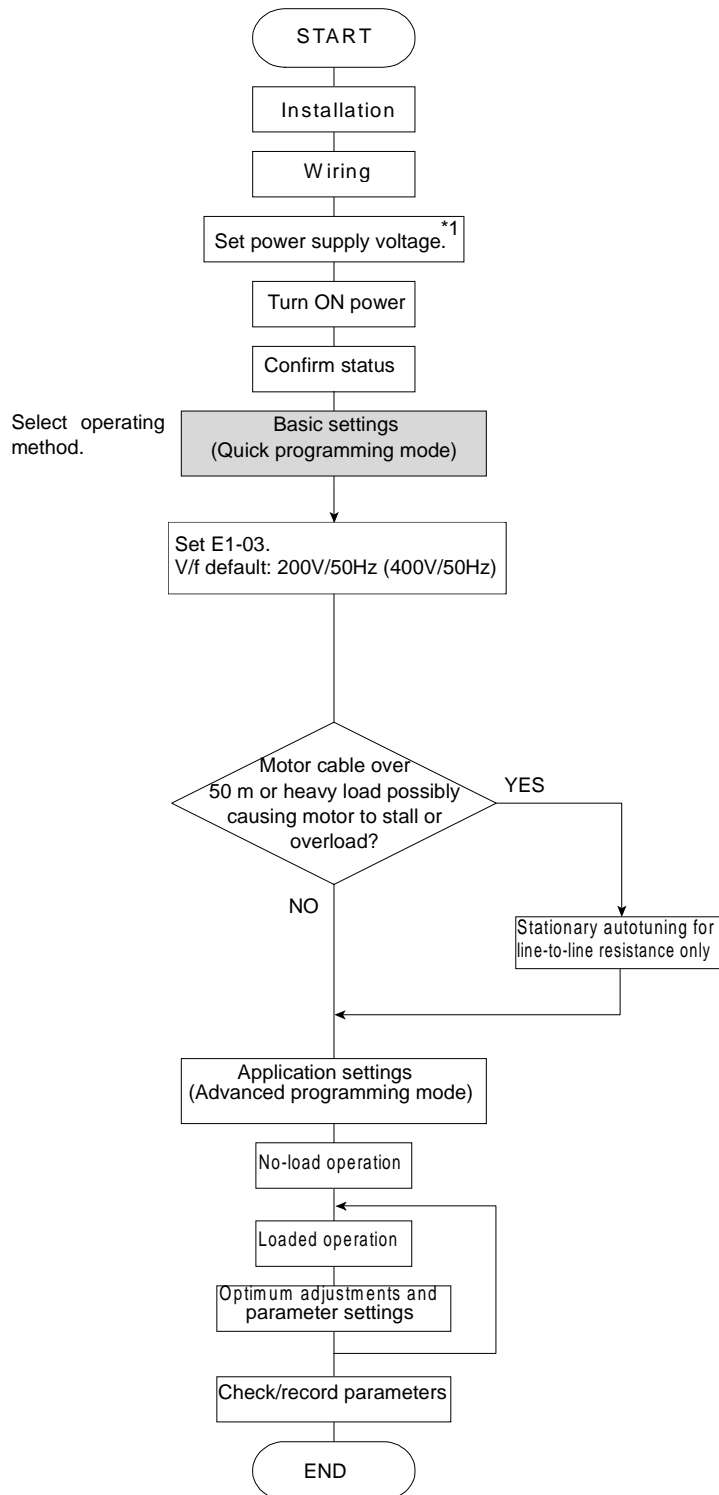 START
Installation
Wiring
Set power supply voltage.*1
Turn ON power
Confirm status
Select operating
method.
Basic settings
(Quick programming mode)
Set E1-03.
V/f default: 200V/50Hz (400V/50Hz)
Motor cable over
50 m or heavy load possibly
causing motor to stall or
overload?
YES
NO
Stationary autotuning for
line-to-line resistance only
Application settings
(Advanced programming mode)
No-load operation
Loaded operation
Optimum adjustments and
parameter settings
Check/record parameters
END